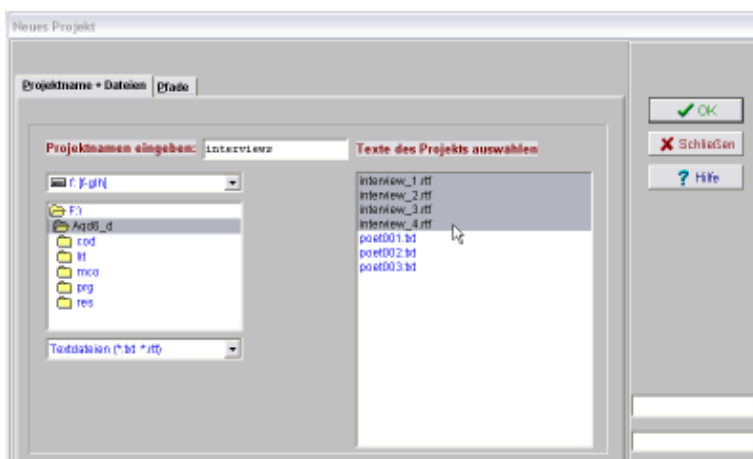 Neues Projekt
Projektname + Dateien
Pfade
OK
Projektnamen eingeben:
interviews
Texte des Projekts auswählen
Schließen
Hilfe
F:\
Aqd6_d
cod
lit
mco
prg
res
interview_1.rtf
interview_2.rtf
interview_3.rtf
interview_4.rtf
poet001.txt
poet002.txt
poet003.txt
Textdateien (*.txt *.rtf)